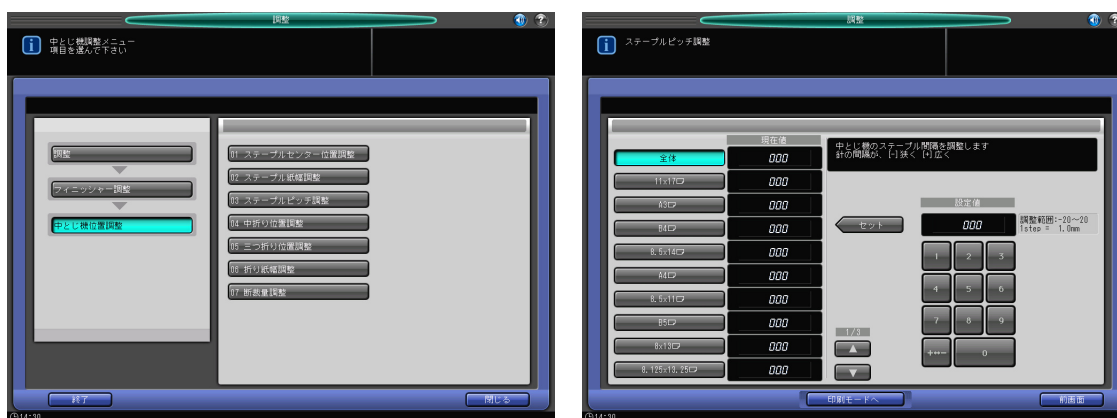 調整
中とじ機調整メニュー
項目を選んで下さい
調整
フィニッシャー調整
中とじ機位置調整
01 ステープルセンター位置調整
02 ステープル紙幅調整
03 ステープルピッチ調整
04 中折り位置調整
05 三つ折り位置調整
06 折り紙幅調整
07 断裁量調整
終了
閉じる
14:30
調整
ステープルピッチ調整
現在値
全体 000
11x17 000
A3 000
B4 000
8.5x14 000
A4 000
8.5x11 000
B5 000
8x13 000
8.125x13.25 000
中とじ機のステープル間隔を調整します
針の間隔が、[-]狭く [+]広く
設定値
セット
000
調整範囲:-20~20
1step = 1.0mm
1 2 3
4 5 6
7 8 9
+⇔- 0
1/3
印刷モードへ
前画面
14:30